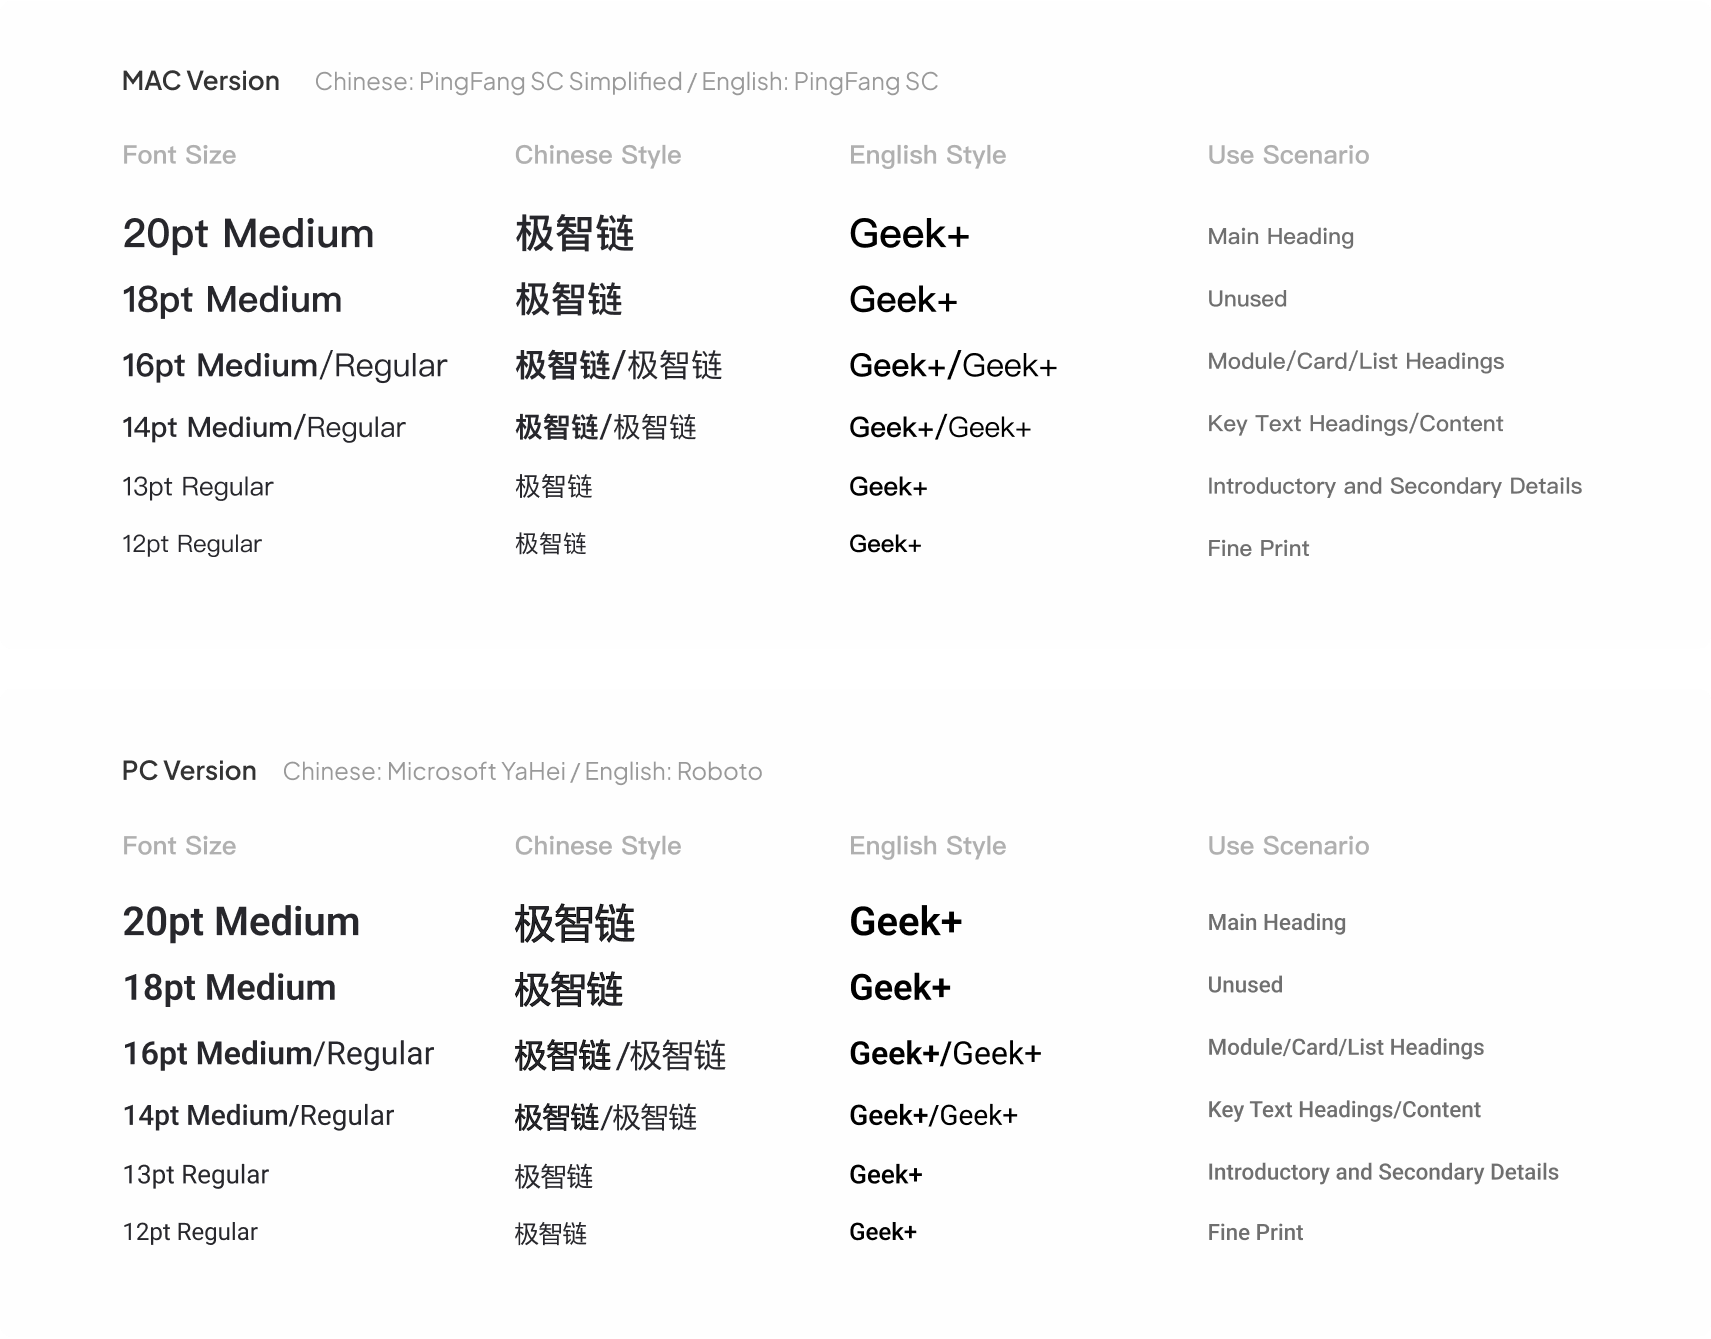 MAC Version Chinese: PingFang SC Simplified / English: PingFang SC
Font Size Chinese Style English Style Use Scenario
20pt Medium 极智链 Geek+ Main Heading
18pt Medium 极智链 Geek+ Unused
16pt Medium/Regular 极智链/极智链 Geek+/Geek+ Module/Card/List Headings
14pt Medium/Regular 极智链/极智链 Geek+/Geek+ Key Text Headings/Content
13pt Regular 极智链 Geek+ Introductory and Secondary Details
12pt Regular 极智链 Geek+ Fine Print
PC Version Chinese: Microsoft YaHei / English: Roboto
Font Size Chinese Style English Style Use Scenario
20pt Medium 极智链 Geek+ Main Heading
18pt Medium 极智链 Geek+ Unused
16pt Medium/Regular 极智链/极智链 Geek+/Geek+ Module/Card/List Headings
14pt Medium/Regular 极智链/极智链 Geek+/Geek+ Key Text Headings/Content
13pt Regular 极智链 Geek+ Introductory and Secondary Details
12pt Regular 极智链 Geek+ Fine Print